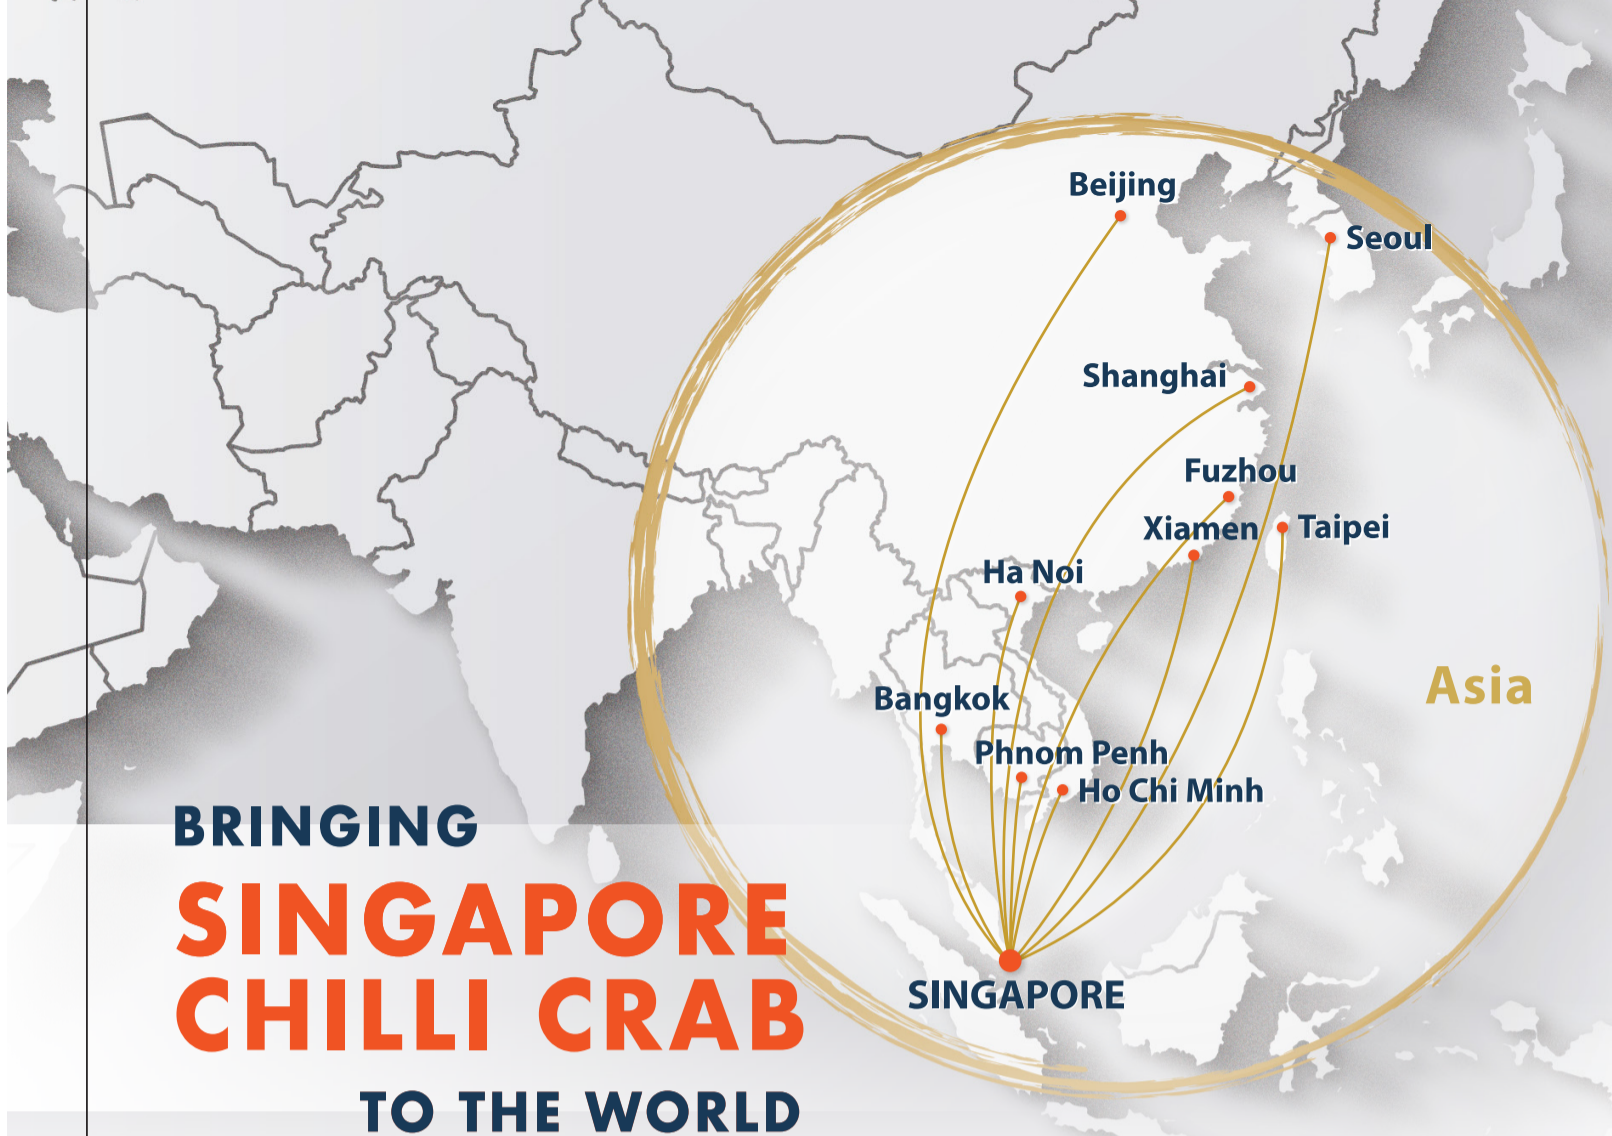 Beijing
Seoul
Shanghai
Fuzhou
Xiamen
Taipei
Ha Noi
Asia
Bangkok
Phnom Penh
Ho Chi Minh
SINGAPORE
BRINGING
SINGAPORE
CHILLI CRAB
TO THE WORLD